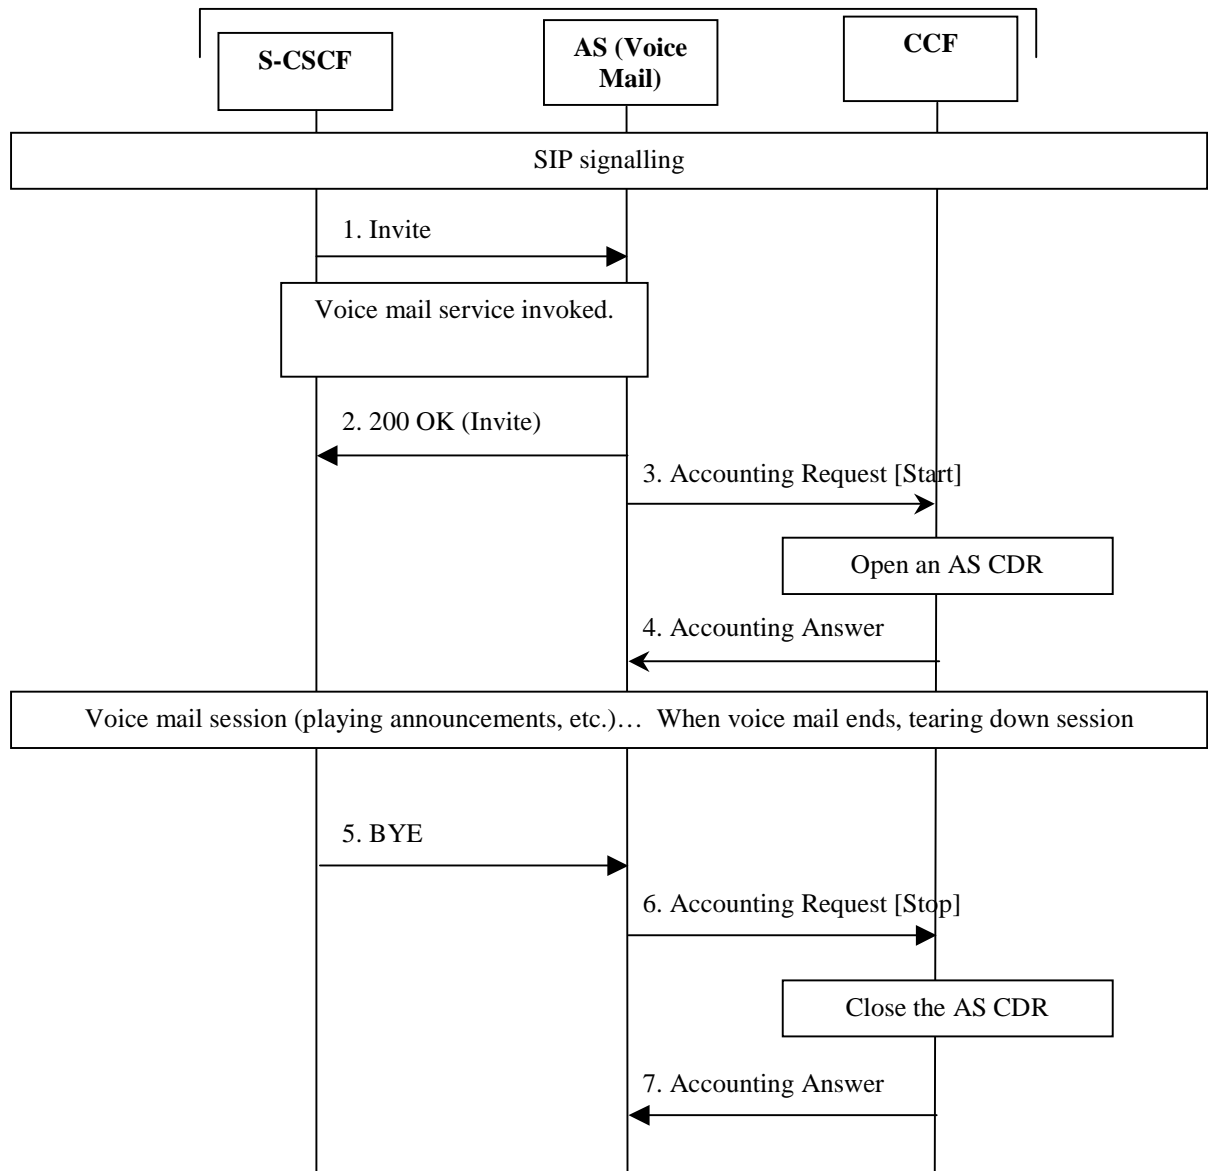 S-CSCF
AS (Voice
Mail)
CCF
SIP signalling
1. Invite
Voice mail service invoked.
2. 200 OK (Invite)
3. Accounting Request [Start]
Open an AS CDR
4. Accounting Answer
Voice mail session (playing announcements, etc.)… When voice mail ends, tearing down session
5. BYE
6. Accounting Request [Stop]
Close the AS CDR
7. Accounting Answer